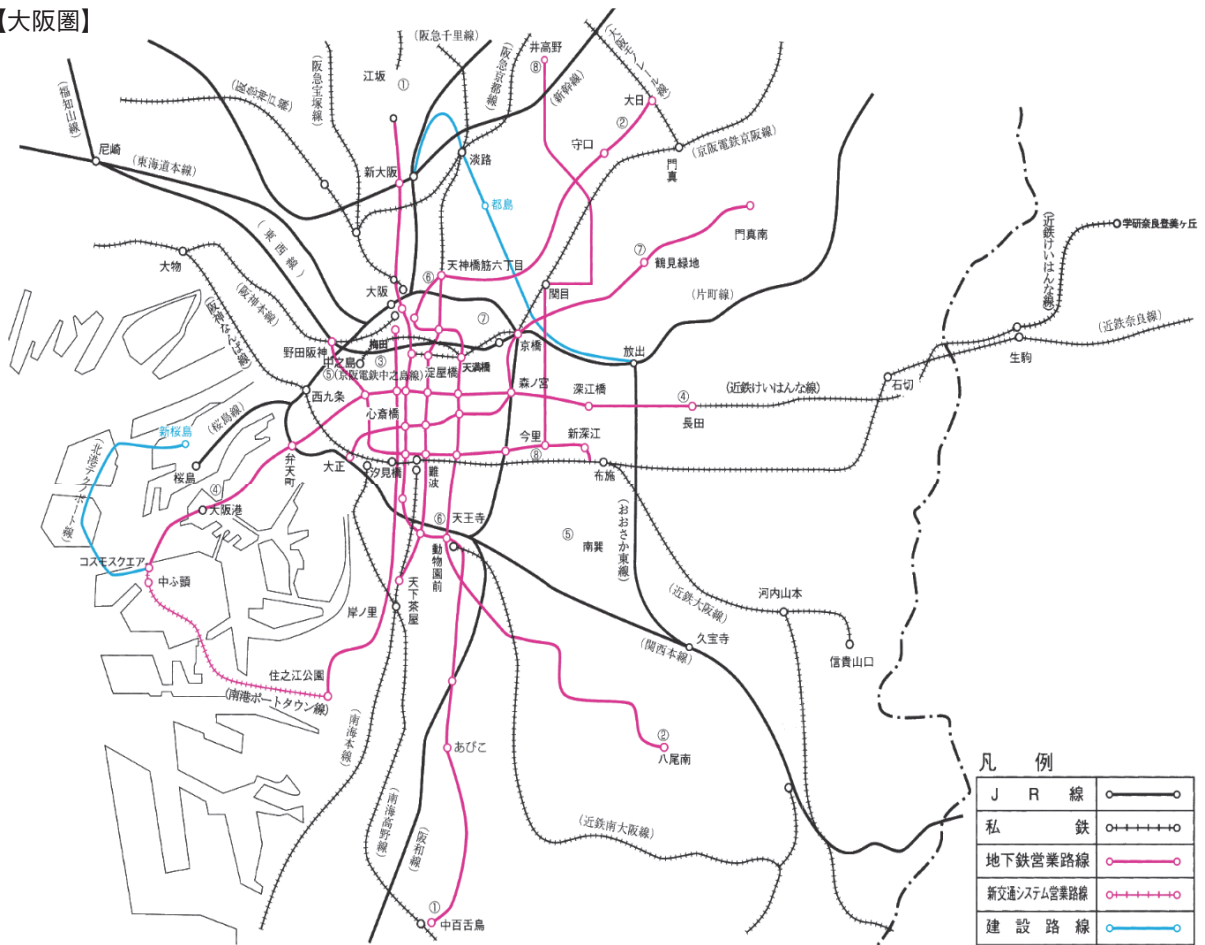 【大阪圏】
(福知山線)
尼崎
(東海道本線)
(阪急神戸線)
(阪急宝塚線)
江坂
①
(阪急千里線)
(阪急京都線)
井高野
⑧
(新幹線)
(大阪モノレール線)
大日
②
守口
門真
(京阪電鉄京阪線)
新大阪
淡路
都島
門真南
⑦
鶴見緑地
学研奈良登美ヶ丘
(近鉄けいはんな線)
(近鉄奈良線)
生駒
石切
(東西線)
大物
(阪神本線)
(阪神なんば線)
天神橋筋六丁目
⑥
大阪
関目
(片町線)
⑦
梅田
京橋
放出
野田阪神
中之島
③
淀屋橋
天満橋
⑤
(京阪電鉄中之島線)
西九条
森ノ宮
深江橋
(近鉄けいはんな線)
④
長田
(桜島線)
心斎橋
新桜島
今里
新深江
⑧
桜島
弁天町
大正
汐見橋
難波
布施
(北港テクノポート線)
④
大阪港
⑥
天王寺
⑤
南巽
(おおさか東線)
コスモスクエア
中ふ頭
動物園前
天下茶屋
岸ノ里
(近鉄大阪線)
河内山本
信貴山口
久宝寺
(関西本線)
住之江公園
(南港ポートタウン線)
(南海本線)
あびこ
②
八尾南
(南海高野線)
(阪和線)
(近鉄南大阪線)
①
中百舌鳥
凡 例
J R 線
私 鉄
地下鉄営業路線
新交通システム営業路線
建設路線